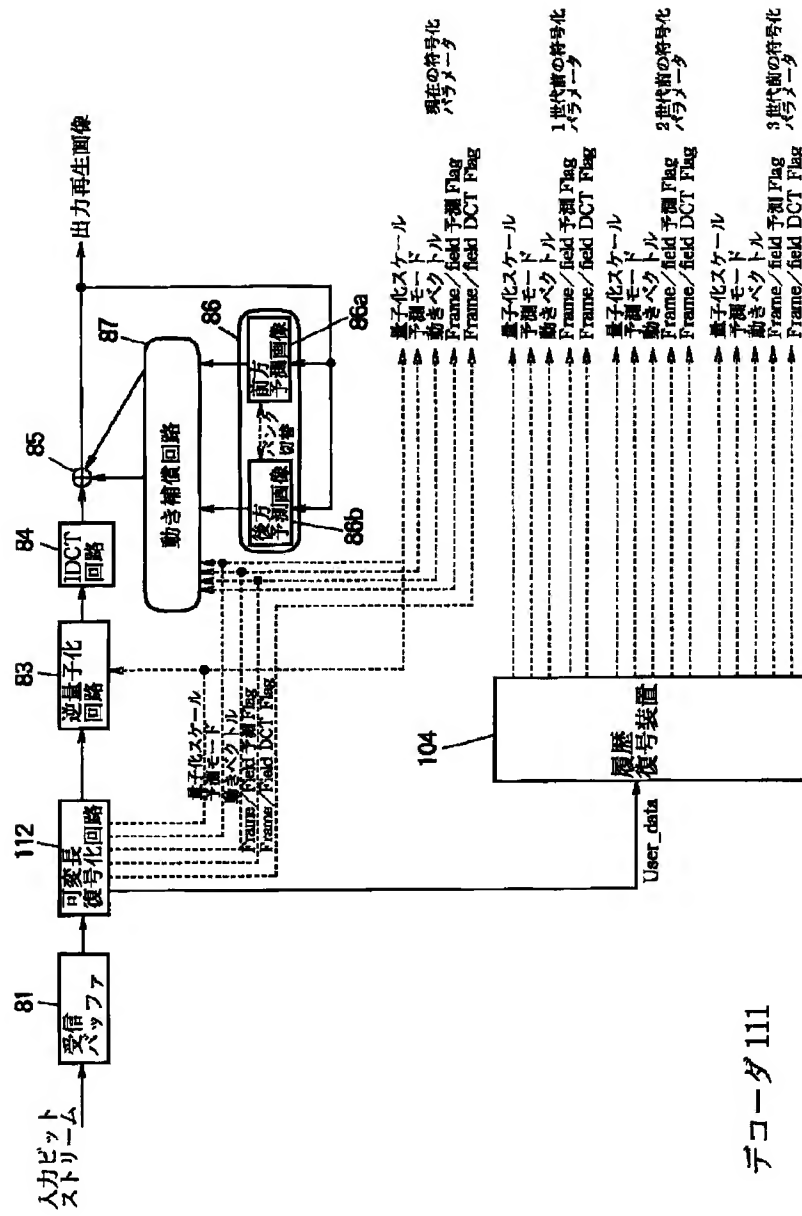 入力ビット
ストリーム
81
受信
バッファ
112
可変長
復号化回路
83
逆量子化
回路
84
IDCT
回路
85
出力再生画像
87
動き補償回路
86
後方
予測画像
86b
バンク
切替
前方
予測画像
86a
量子化スケール
予測モード
動きベクトル
Frame/Field 予測 Flag
Frame/Field DCT Flag
量子化スケール
予測モード
動きベクトル
Frame/field 予測 Flag
Frame/field DCT Flag
現在の符号化
パラメータ
User_data
104
履歴
復号装置
量子化スケール
予測モード
動きベクトル
Frame/field 予測 Flag
Frame/field DCT Flag
1世代前の符号化
パラメータ
量子化スケール
予測モード
動きベクトル
Frame/field 予測 Flag
Frame/field DCT Flag
2世代前の符号化
パラメータ
量子化スケール
予測モード
動きベクトル
Frame/field 予測 Flag
Frame/field DCT Flag
3世代前の符号化
パラメータ
デコーダ 111